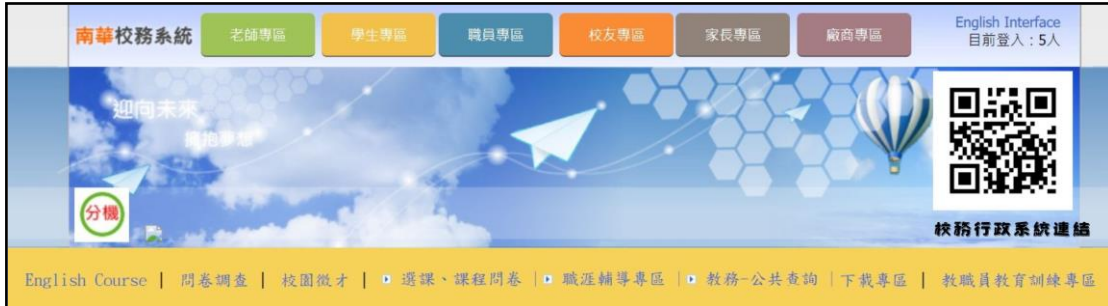 南華校務系統 老師專區 學生專區 職員專區 校友專區 家長專區 廠商專區 English Interface
目前登入：5人
迎向未來
擁抱夢想
分機
校務行政系統連結
English Course | 問卷調查 | 校園徵才 | 選課、課程問卷 | 職涯輔導專區 | 教務-公共查詢 | 下載專區 | 教職員教育訓練專區